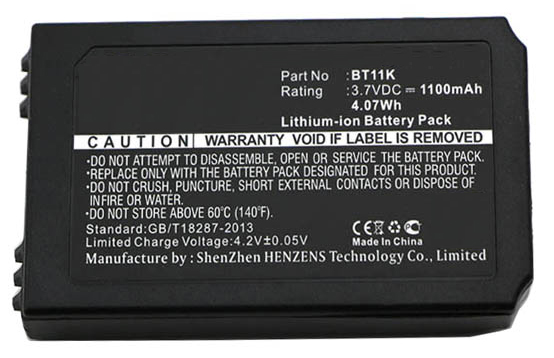 Part No : BT11K
Rating : 3.7VDC ⎓ 1100mAh
4.07Wh
Lithium-ion Battery Pack
CAUTION WARRANTY VOID IF LABEL IS REMOVED
•DO NOT ATTEMPT TO DISASSEMBLE, OPEN OR SERVICE THE BATTERY PACK.
•REPLACE ONLY WITH THE BATTERY PACK DESIGNATED FOR THIS PRODUCT.
•DO NOT CRUSH, PUNCTURE, SHORT EXTERNAL CONTACTS OR DISPOSE OF
INFIRE OR WATER.
•DO NOT STORE ABOVE 60°C (140°F).
Standard:GB/T18287-2013
Limited Charge Voltage:4.2V±0.05V
CE
Made In China
Manufacture by : ShenZhen HENZENS Technology Co., Limited